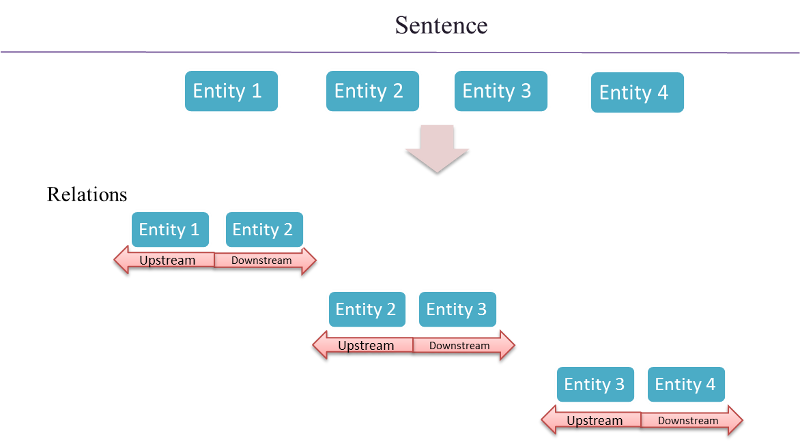 Sentence
Entity 1 Entity 2 Entity 3 Entity 4
Relations
Entity 1 Entity 2
Upstream Downstream
Entity 2 Entity 3
Upstream Downstream
Entity 3 Entity 4
Upstream Downstream